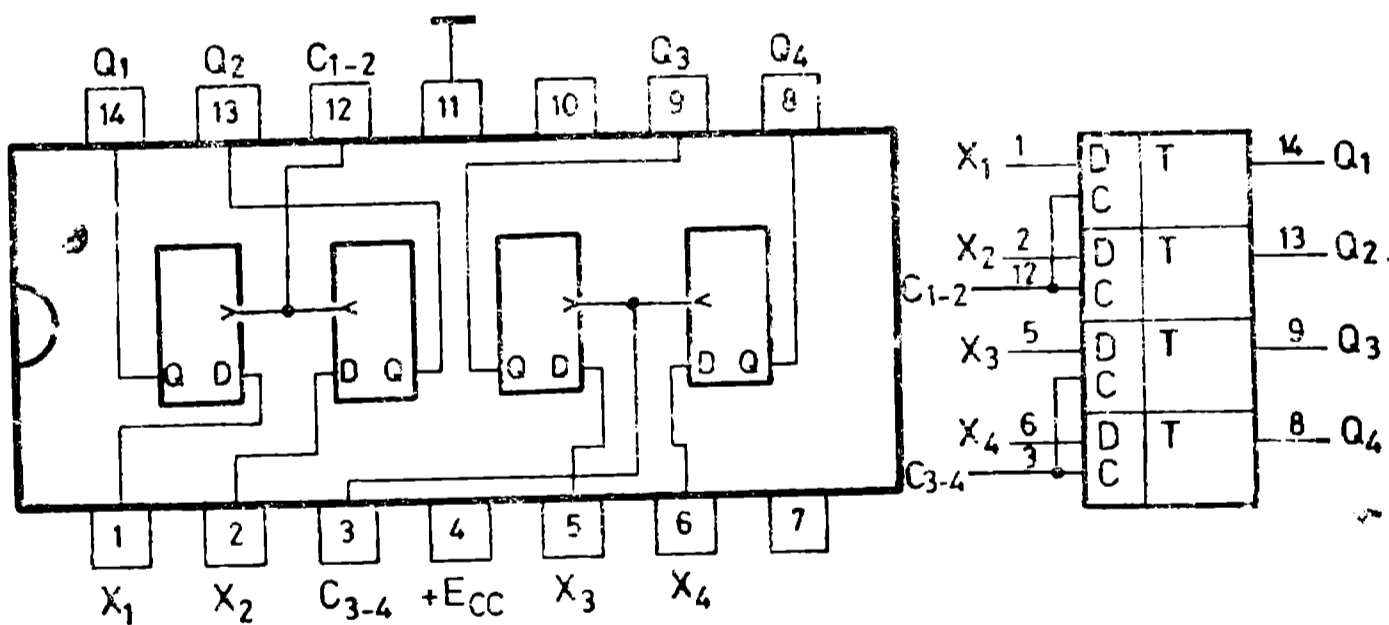 Q1 Q2 C1-2 Q3 Q4
14 13 12 11 10 9 8
Q D D Q Q D D Q
1 2 3 4 5 6 7
X1 X2 C3-4 +ECC X3 X4
X1 1 D T 14 Q1
C
X2 2 D T 13 Q2
C1-2 12 C
X3 5 D T 9 Q3
C
X4 6 D T 8 Q4
C3-4 3 C